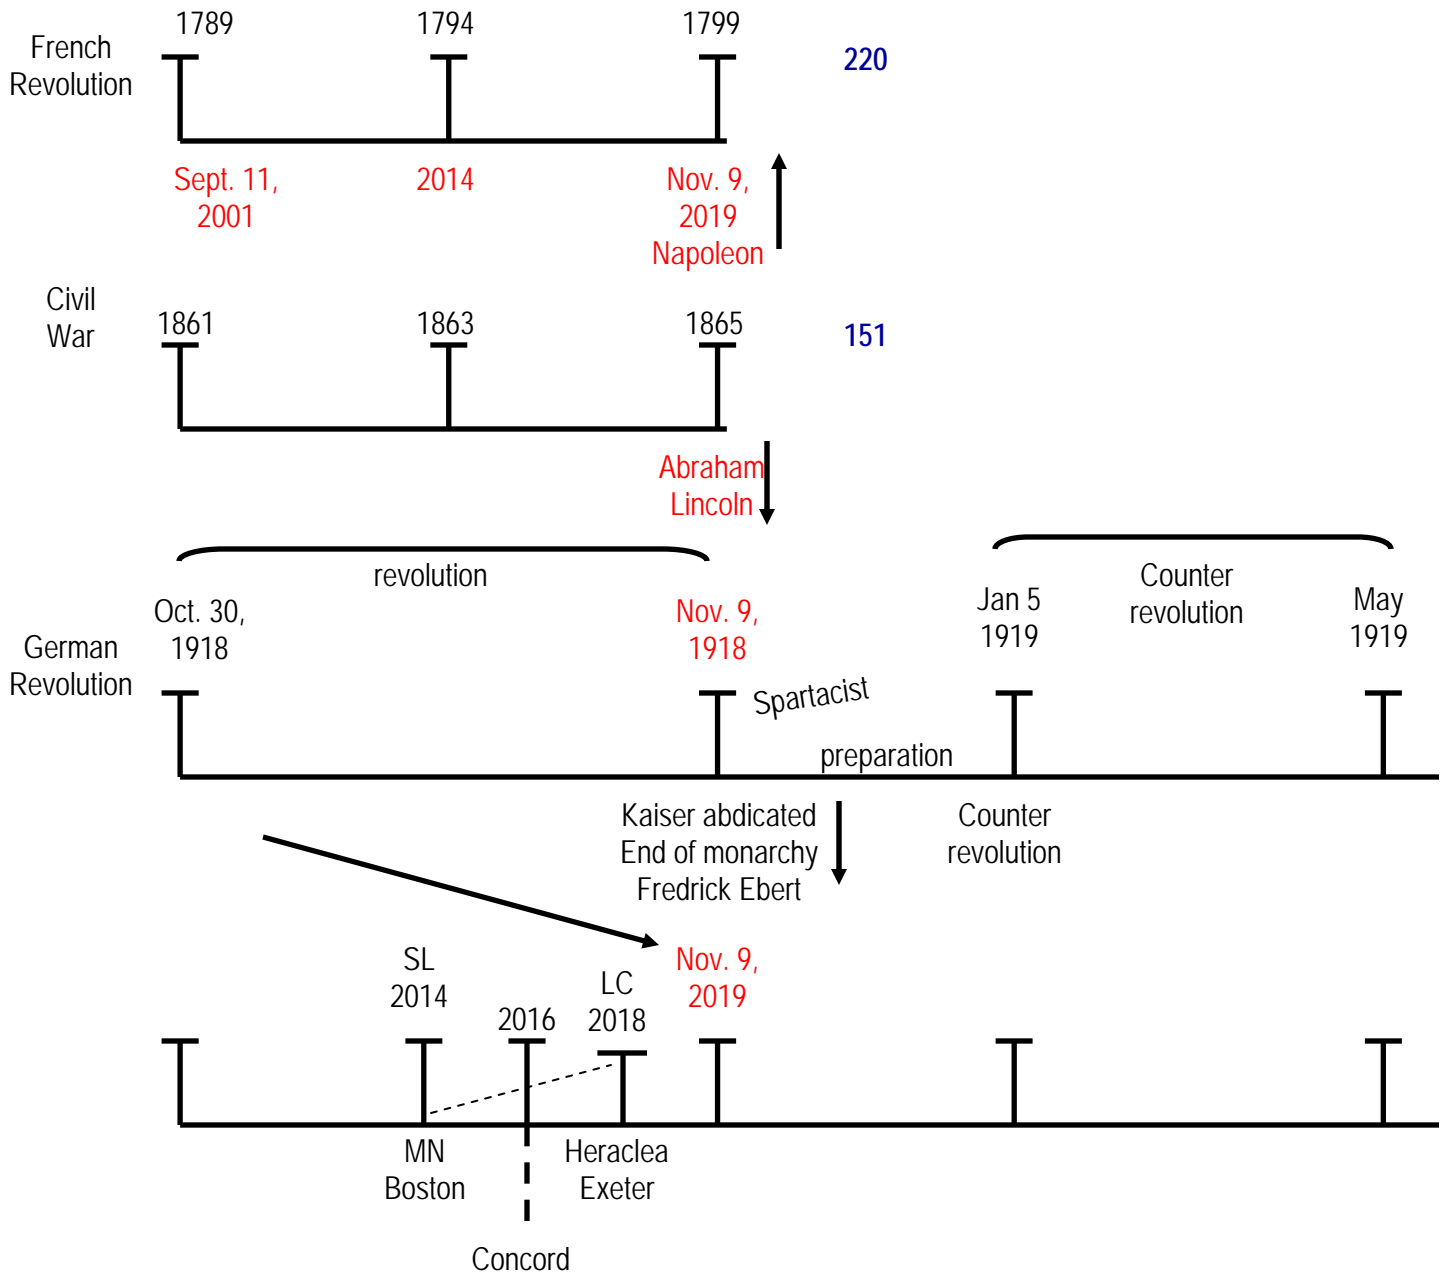 1789
1794
1799
French
Revolution
220
Sept. 11,
2001
2014
Nov. 9,
2019
Napoleon
Civil
War
1861
1863
1865
151
Abraham
Lincoln
revolution
Counter
revolution
Oct. 30,
1918
Nov. 9,
1918
Jan 5
1919
May
1919
German
Revolution
Spartacist
preparation
Kaiser abdicated
End of monarchy
Fredrick Ebert
Counter
revolution
SL
2014
2016
LC
2018
Nov. 9,
2019
MN
Boston
Heraclea
Exeter
Concord